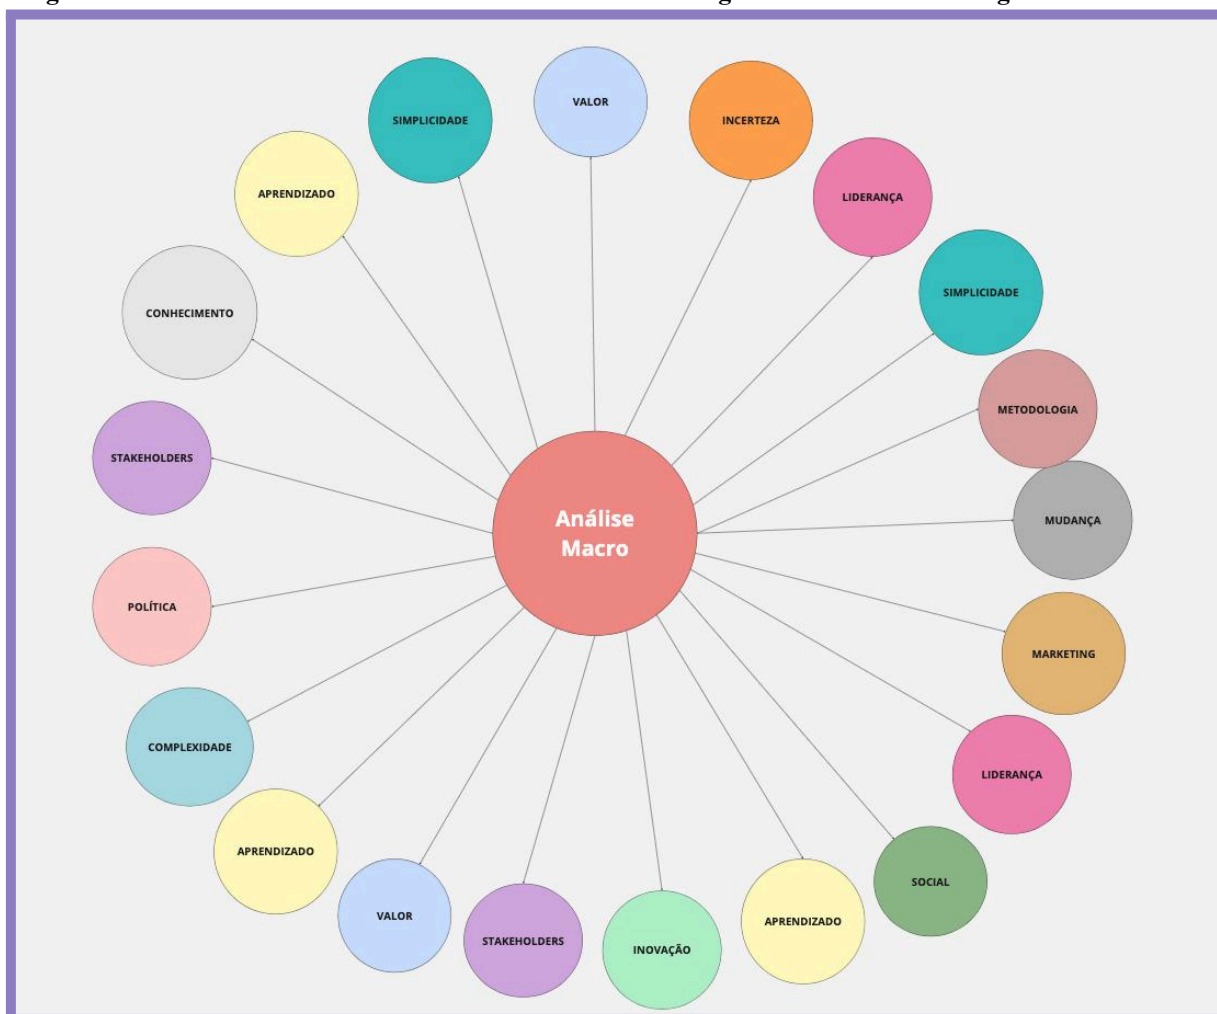 VALOR
SIMPLICIDADE
INCERTEZA
APRENDIZADO
LIDERANÇA
SIMPLICIDADE
CONHECIMENTO
METODOLOGIA
STAKEHOLDERS
Análise
Macro
MUDANÇA
POLÍTICA
MARKETING
COMPLEXIDADE
LIDERANÇA
APRENDIZADO
SOCIAL
VALOR
APRENDIZADO
STAKEHOLDERS
INOVAÇÃO